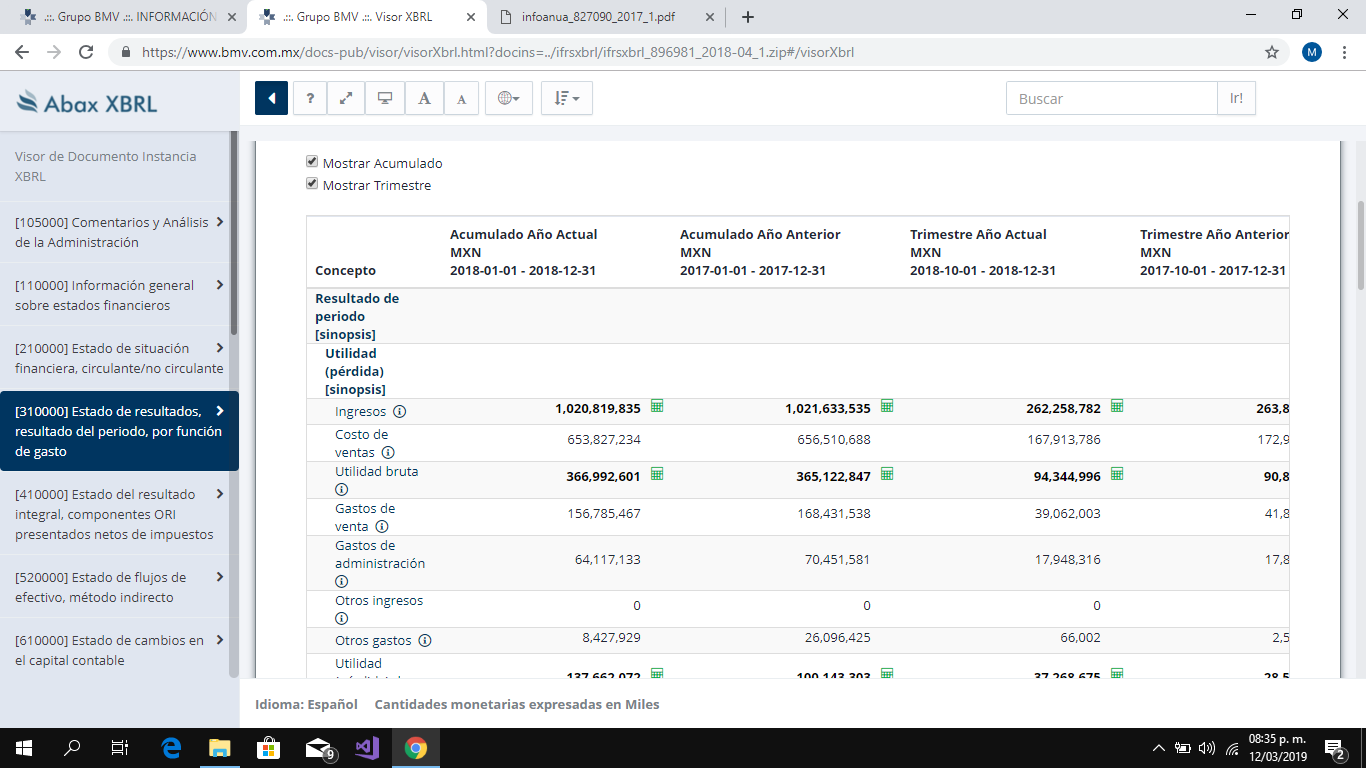 .::. Grupo BMV .::. INFORMACIÓN
.::. Grupo BMV .::. Visor XBRL
infoanua_827090_2017_1.pdf
https://www.bmv.com.mx/docs-pub/visor/visorXbrl.html?docins=../ifrsxbrl/ifrsxbrl_896981_2018-04_1.zip#/visorXbrl
M
Abax XBRL
? A A
Buscar Ir!
Visor de Documento Instancia
XBRL
[105000] Comentarios y Análisis
de la Administración
[110000] Información general
sobre estados financieros
[210000] Estado de situación
financiera, circulante/no circulante
[310000] Estado de resultados,
resultado del periodo, por función
de gasto
[410000] Estado del resultado
integral, componentes ORI
presentados netos de impuestos
[520000] Estado de flujos de
efectivo, método indirecto
[610000] Estado de cambios en
el capital contable
Mostrar Acumulado
Mostrar Trimestre
Concepto
Acumulado Año Actual
MXN
2018-01-01 - 2018-12-31
Acumulado Año Anterior
MXN
2017-01-01 - 2017-12-31
Trimestre Año Actual
MXN
2018-10-01 - 2018-12-31
Trimestre Año Anterior
MXN
2017-10-01 - 2017-12-31
Resultado de
periodo
[sinopsis]
Utilidad
(pérdida)
[sinopsis]
Ingresos 1,020,819,835 1,021,633,535 262,258,782 263,8
Costo de
ventas 653,827,234 656,510,688 167,913,786 172,9
Utilidad bruta 366,992,601 365,122,847 94,344,996 90,8
Gastos de
venta 156,785,467 168,431,538 39,062,003 41,8
Gastos de
administración 64,117,133 70,451,581 17,948,316 17,8
Otros ingresos 0 0 0
Otros gastos 8,427,929 26,096,425 66,002 2,5
Utilidad
137,662,072 100,143,303 37,268,675 28,5
Idioma: Español Cantidades monetarias expresadas en Miles
9
08:35 p. m.
12/03/2019
2